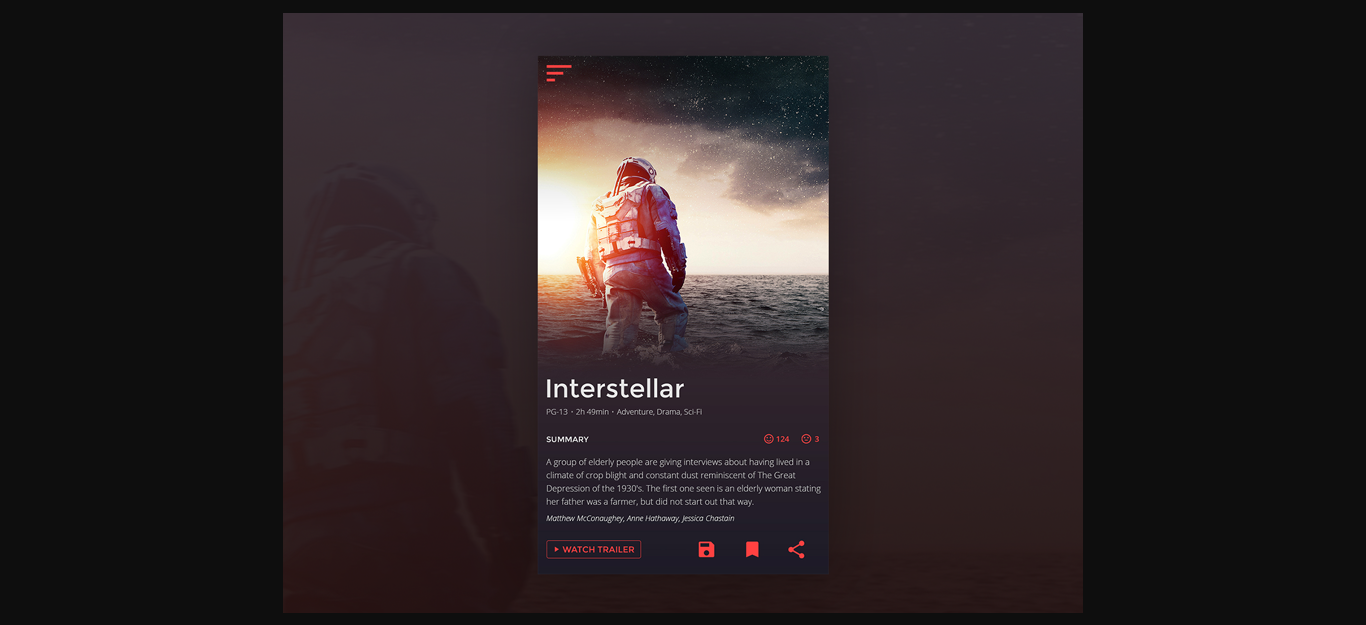 Interstellar
PG-13 • 2h 49min • Adventure, Drama, Sci-FI
SUMMARY 124 3
A group of elderly people are giving interviews about having lived in a
climate of crop blight and constant dust reminiscent of The Great
Depression of the 1930's. The first one seen is an elderly woman stating
her father was a farmer, but did not start out that way.
Matthew McConaughey, Anne Hathaway, Jessica Chastain
WATCH TRAILER